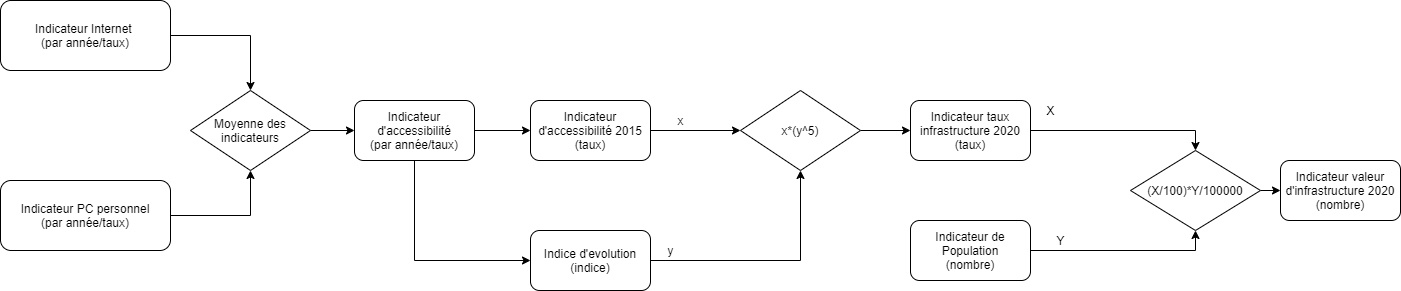 Indicateur Internet
(par année/taux)
Moyenne des
indicateurs
Indicateur PC personnel
(par année/taux)
Indicateur
d'accessibilité
(par année/taux)
Indicateur
d'accessibilité 2015
(taux)
x
Indice d'evolution
(indice)
y
x*(y^5)
Indicateur taux
infrastructure 2020
(taux)
X
Indicateur de
Population
(nombre)
Y
(X/100)*Y/100000
Indicateur valeur
d'infrastructure 2020
(nombre)